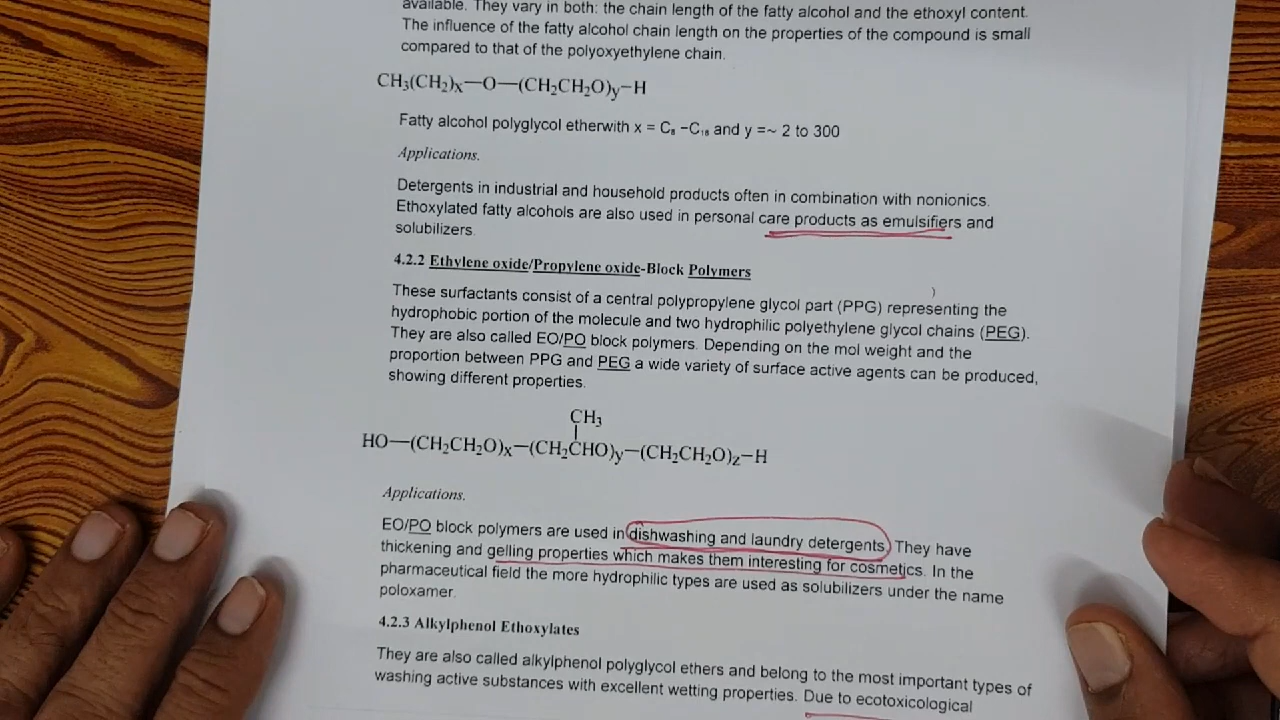 available. They vary in both: the chain length of the fatty alcohol and the ethoxyl content.
The influence of the fatty alcohol chain length on the properties of the compound is small
compared to that of the polyoxyethylene chain.
CH₃(CH₂)ₓ—O—(CH₂CH₂O)y—H
Fatty alcohol polyglycol etherwith x = C₈ –C₁₈ and y =~ 2 to 300
Applications.
Detergents in industrial and household products often in combination with nonionics.
Ethoxylated fatty alcohols are also used in personal care products as emulsifiers and
solubilizers.
4.2.2 Ethylene oxide/Propylene oxide-Block Polymers
These surfactants consist of a central polypropylene glycol part (PPG) representing the
hydrophobic portion of the molecule and two hydrophilic polyethylene glycol chains (PEG).
They are also called EO/PO block polymers. Depending on the mol weight and the
proportion between PPG and PEG a wide variety of surface active agents can be produced,
showing different properties.
CH₃
HO—(CH₂CH₂O)ₓ—(CH₂CHO)y—(CH₂CH₂O)z—H
Applications.
EO/PO block polymers are used in dishwashing and laundry detergents. They have
thickening and gelling properties which makes them interesting for cosmetics. In the
pharmaceutical field the more hydrophilic types are used as solubilizers under the name
poloxamer.
4.2.3 Alkylphenol Ethoxylates
They are also called alkylphenol polyglycol ethers and belong to the most important types of
washing active substances with excellent wetting properties. Due to ecotoxicological